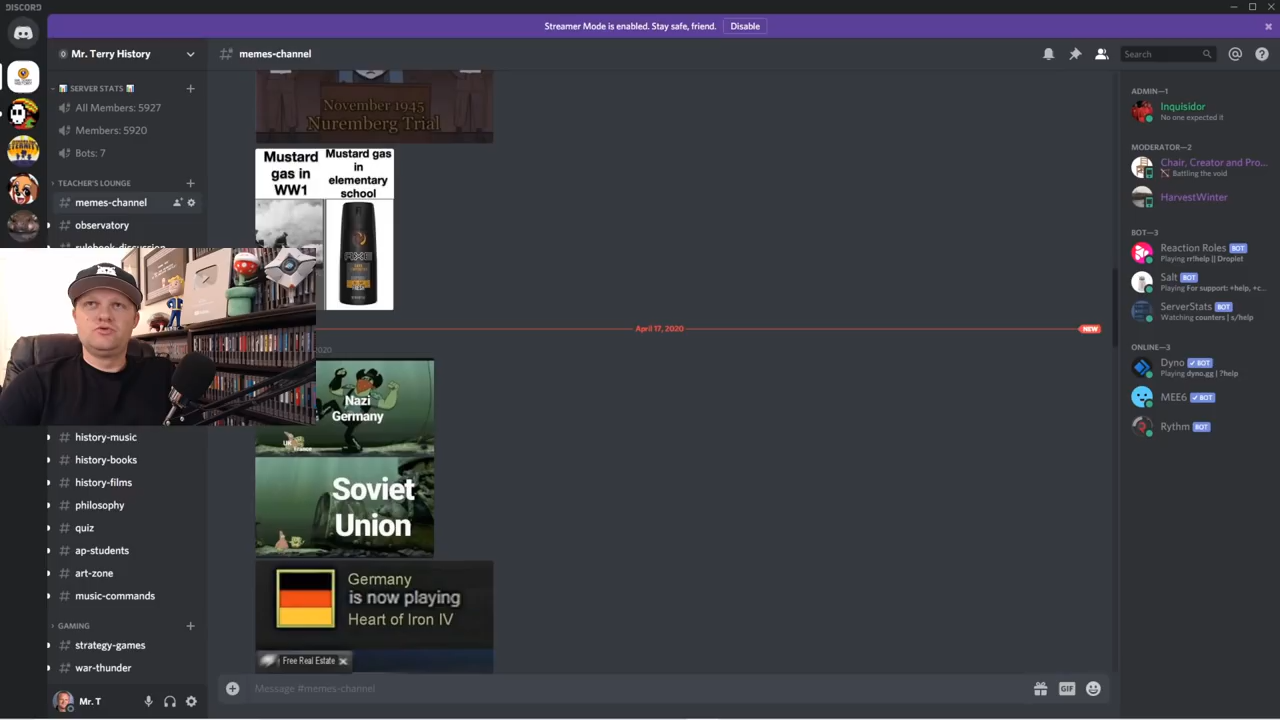 DISCORD
Streamer Mode is enabled. Stay safe, friend.
Disable
Mr. Terry History
memes-channel
Search
SERVER STATS
All Members: 5927
Members: 5920
Bots: 7
TEACHER'S LOUNGE
memes-channel
observatory
rulebook-discussion
history-music
history-books
history-films
philosophy
quiz
ap-students
art-zone
music-commands
GAMING
strategy-games
war-thunder
Mr. T
November 1945
Nuremberg Trial
Mustard gas in WW1
Mustard gas in elementary school
AXE
April 17, 2020
NEW
2020
Nazi
Germany
UK
France
Soviet
Union
Germany
is now playing
Heart of Iron IV
Free Real Estate
Message #memes-channel
GIF
ADMIN—1
Inquisidor
No one expected it
MODERATOR—2
Chair, Creator and Pro...
Battling the void
HarvestWinter
BOT—3
Reaction Roles BOT
Playing rr!help || Droplet
Salt BOT
Playing For support: +help, +c...
ServerStats BOT
Watching counters | s/help
ONLINE—3
Dyno BOT
Playing dyno.gg | ?help
MEE6 BOT
Rythm BOT